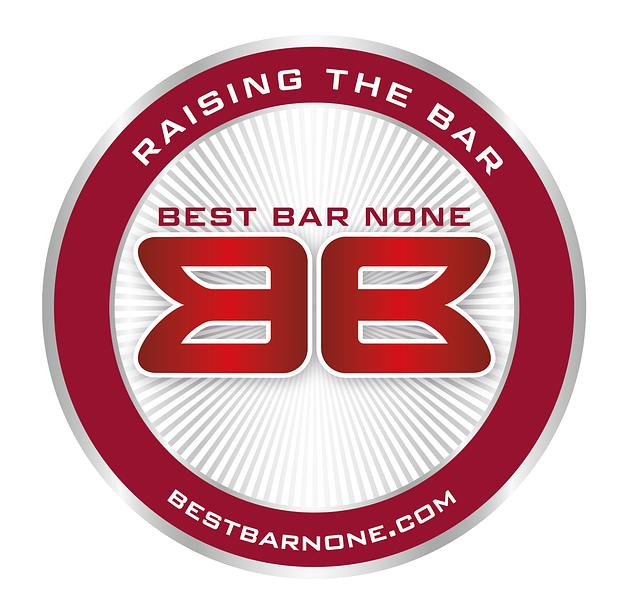 RAISING THE BAR
BEST BAR NONE
BB
BESTBARNONE.COM